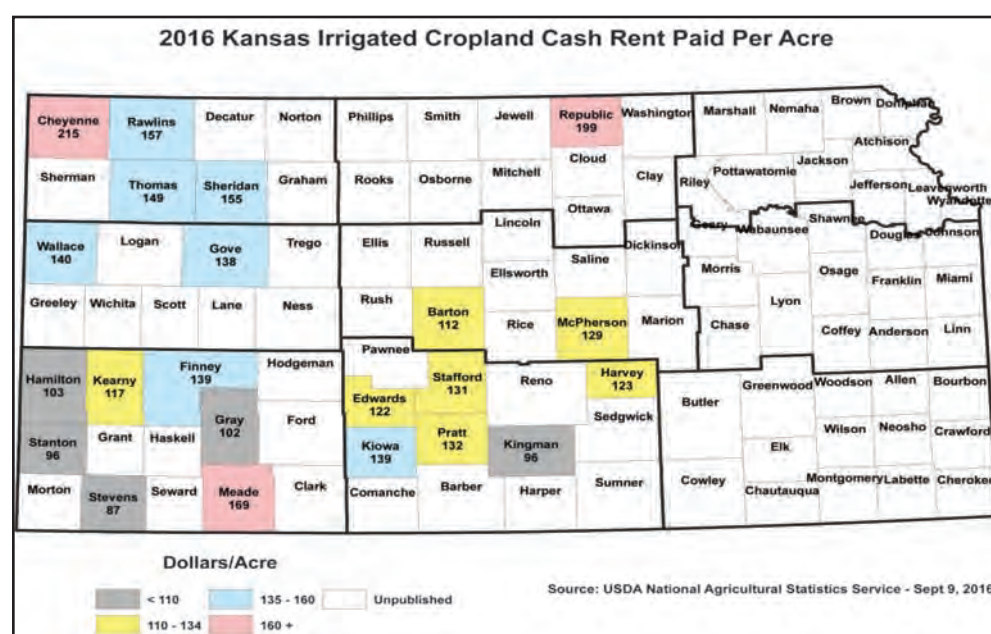 2016 Kansas Irrigated Cropland Cash Rent Paid Per Acre
Cheyenne
215
Rawlins
157
Decatur
Norton
Phillips
Smith
Jewell
Republic
199
Washington
Marshall
Nemaha
Brown
Doniphan
Sherman
Thomas
149
Sheridan
155
Graham
Rooks
Osborne
Mitchell
Cloud
Clay
Riley
Pottawatomie
Jackson
Atchison
Jefferson
Leavenworth
Wyandotte
Ottawa
Lincoln
Wallace
140
Logan
Gove
138
Trego
Ellis
Russell
Ellsworth
Saline
Dickinson
Geary
Wabaunsee
Shawnee
Douglas
Johnson
Morris
Osage
Franklin
Miami
Greeley
Wichita
Scott
Lane
Ness
Rush
Barton
112
Rice
McPherson
129
Marion
Chase
Lyon
Coffey
Anderson
Linn
Hamilton
103
Kearny
117
Finney
139
Hodgeman
Pawnee
Stafford
131
Reno
Harvey
123
Butler
Greenwood
Woodson
Allen
Bourbon
Gray
102
Ford
Edwards
122
Sedgwick
Stanton
96
Grant
Haskell
Kiowa
139
Pratt
132
Kingman
96
Elk
Wilson
Neosho
Crawford
Morton
Stevens
87
Seward
Meade
169
Clark
Comanche
Barber
Harper
Sumner
Cowley
Chautauqua
Montgomery
Labette
Cherokee
Dollars/Acre
< 110
135 - 160
Unpublished
110 - 134
160 +
Source: USDA National Agricultural Statistics Service - Sept 9, 2016